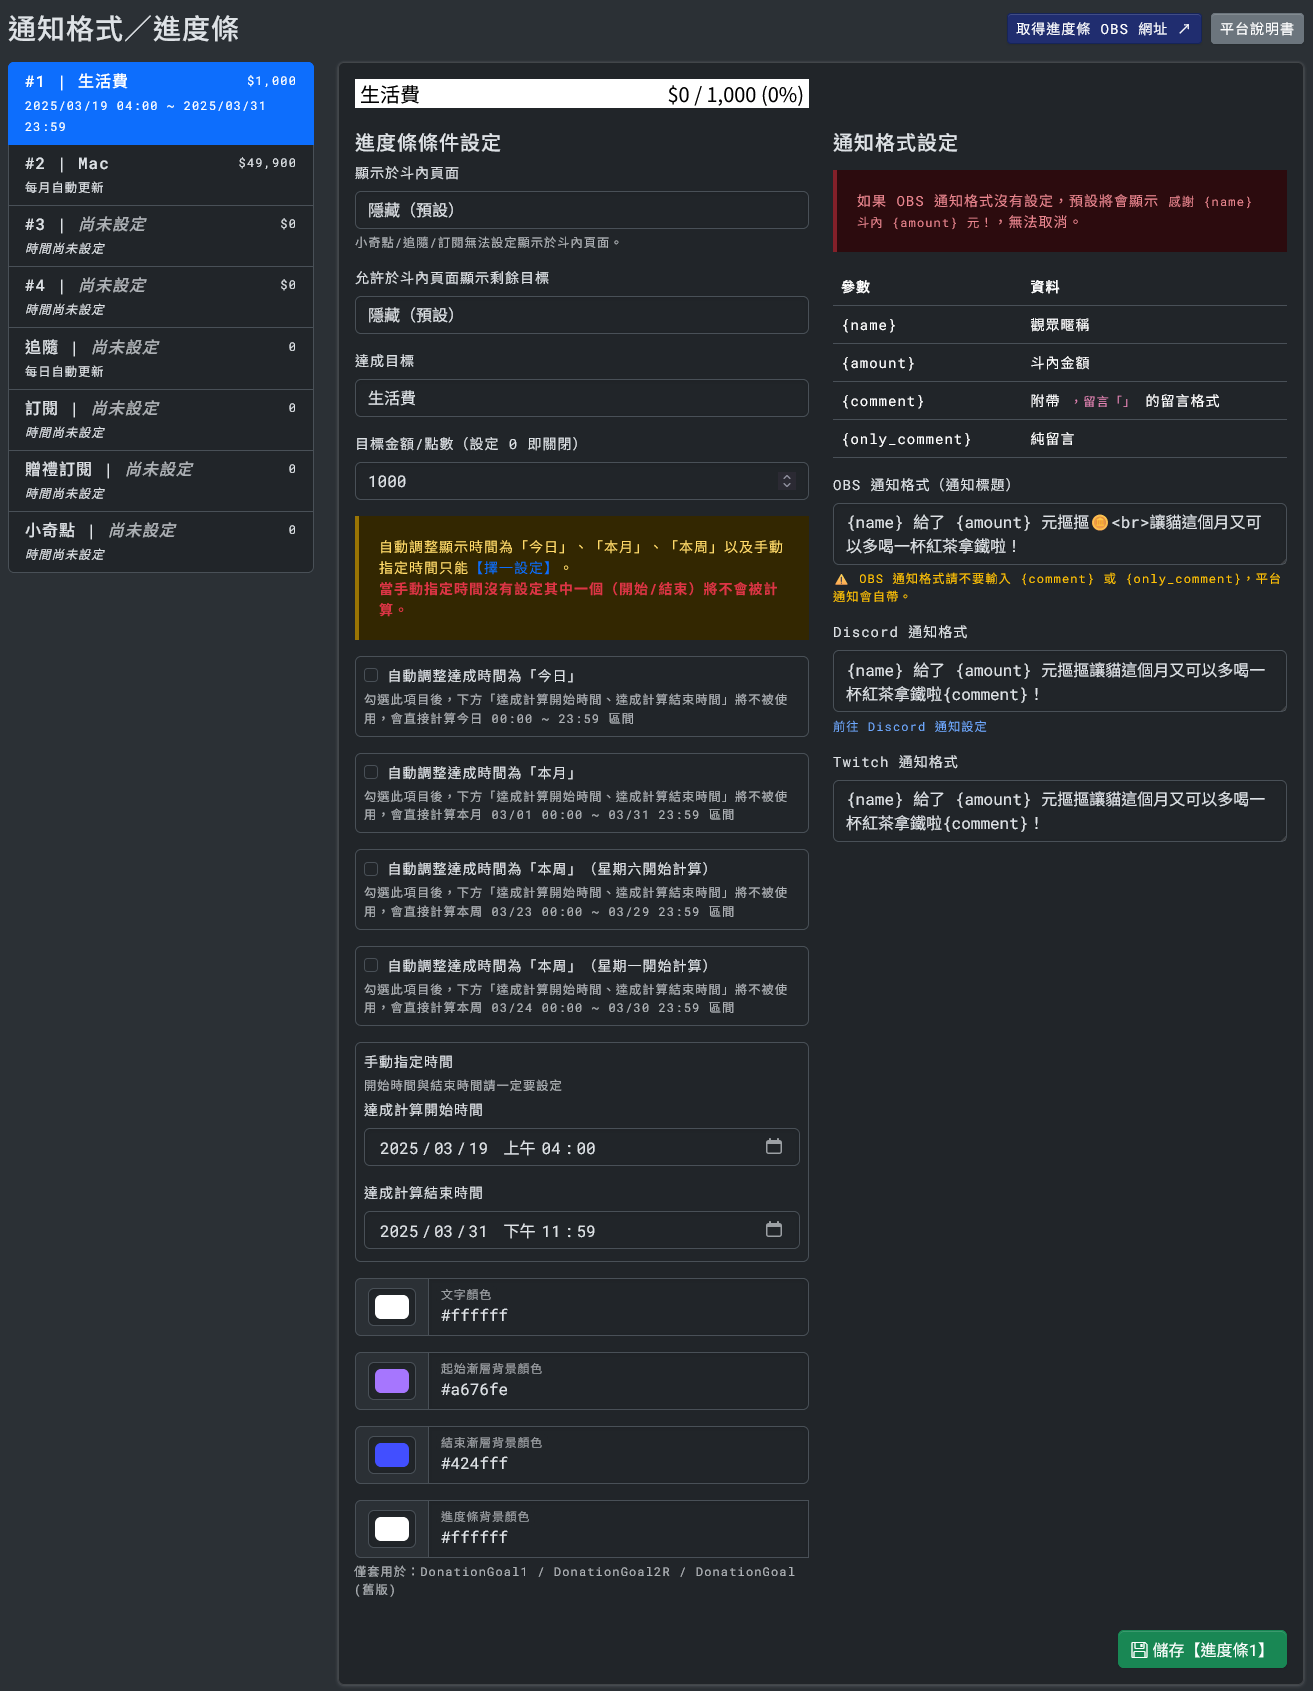 通知格式／進度條
取得進度條 OBS 網址 ↗
平台說明書
#1 | 生活費
$1,000
2025/03/19 04:00 ~ 2025/03/31
23:59
#2 | Mac
$49,900
每月自動更新
#3 | 尚未設定
$0
時間尚未設定
#4 | 尚未設定
$0
時間尚未設定
追隨 | 尚未設定
0
每日自動更新
訂閱 | 尚未設定
0
時間尚未設定
贈禮訂閱 | 尚未設定
0
時間尚未設定
小奇點 | 尚未設定
0
時間尚未設定
生活費
$0 / 1,000 (0%)
進度條條件設定
顯示於斗內頁面
隱藏（預設）
小奇點/追隨/訂閱無法設定顯示於斗內頁面。
允許於斗內頁面顯示剩餘目標
隱藏（預設）
達成目標
生活費
目標金額/點數（設定 0 即關閉）
1000
自動調整顯示時間為「今日」、「本月」、「本周」以及手動
指定時間只能【擇一設定】。
當手動指定時間沒有設定其中一個（開始/結束）將不會被計
算。
自動調整達成時間為「今日」
勾選此項目後，下方「達成計算開始時間、達成計算結束時間」將不被使
用，會直接計算今日 00:00 ~ 23:59 區間
自動調整達成時間為「本月」
勾選此項目後，下方「達成計算開始時間、達成計算結束時間」將不被使
用，會直接計算本月 03/01 00:00 ~ 03/31 23:59 區間
自動調整達成時間為「本周」（星期六開始計算）
勾選此項目後，下方「達成計算開始時間、達成計算結束時間」將不被使
用，會直接計算本周 03/23 00:00 ~ 03/29 23:59 區間
自動調整達成時間為「本周」（星期一開始計算）
勾選此項目後，下方「達成計算開始時間、達成計算結束時間」將不被使
用，會直接計算本周 03/24 00:00 ~ 03/30 23:59 區間
手動指定時間
開始時間與結束時間請一定要設定
達成計算開始時間
2025/03/19 上午 04:00
達成計算結束時間
2025/03/31 下午 11:59
文字顏色
#ffffff
起始漸層背景顏色
#a676fe
結束漸層背景顏色
#424fff
進度條背景顏色
#ffffff
僅套用於：DonationGoal1 / DonationGoal2R / DonationGoal
(舊版)
通知格式設定
如果 OBS 通知格式沒有設定，預設將會顯示 感謝 {name}
斗內 {amount} 元！，無法取消。
參數 資料
{name} 觀眾暱稱
{amount} 斗內金額
{comment} 附帶 ，留言「」 的留言格式
{only_comment} 純留言
OBS 通知格式（通知標題）
{name} 給了 {amount} 元摳摳🪙<br>讓貓這個月又可
以多喝一杯紅茶拿鐵啦！
⚠️ OBS 通知格式請不要輸入 {comment} 或 {only_comment}，平台
通知會自帶。
Discord 通知格式
{name} 給了 {amount} 元摳摳讓貓這個月又可以多喝一
杯紅茶拿鐵啦{comment}！
前往 Discord 通知設定
Twitch 通知格式
{name} 給了 {amount} 元摳摳讓貓這個月又可以多喝一
杯紅茶拿鐵啦{comment}！
儲存【進度條1】